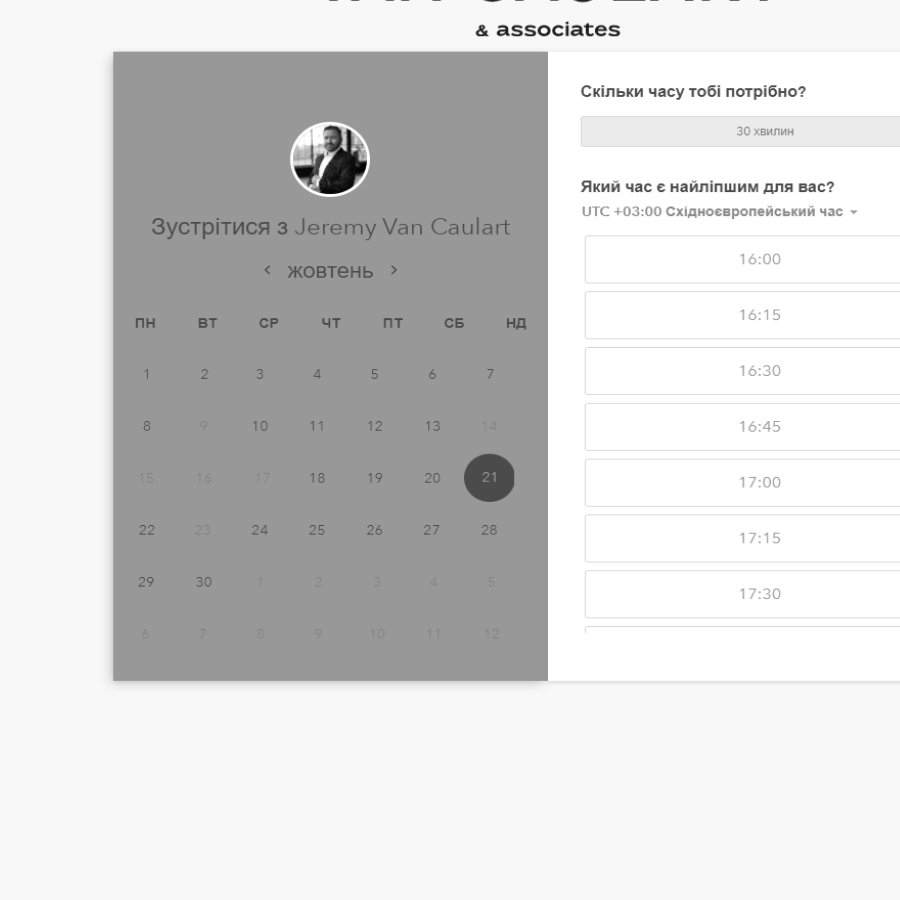 & associates
Зустрітися з Jeremy Van Caulart
жовтень
ПН ВТ СР ЧТ ПТ СБ НД
1 2 3 4 5 6 7
8 9 10 11 12 13 14
15 16 17 18 19 20 21
22 23 24 25 26 27 28
29 30 1 2 3 4 5
6 7 8 9 10 11 12
Скільки часу тобі потрібно?
30 хвилин
Який час є найліпшим для вас?
UTC +03:00 Східноєвропейський час
16:00
16:15
16:30
16:45
17:00
17:15
17:30